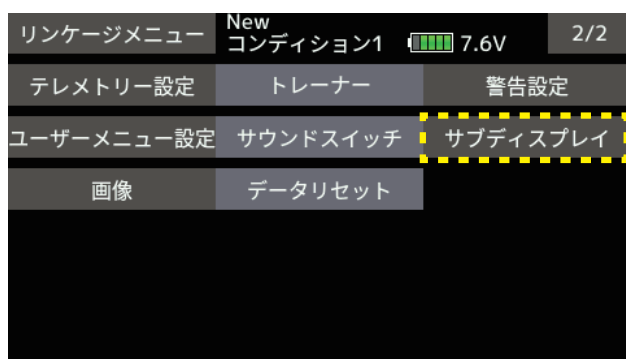 リンケージメニュー New 2/2
コンディション1 7.6V
テレメトリー設定 トレーナー 警告設定
ユーザーメニュー設定 サウンドスイッチ サブディスプレイ
画像 データリセット